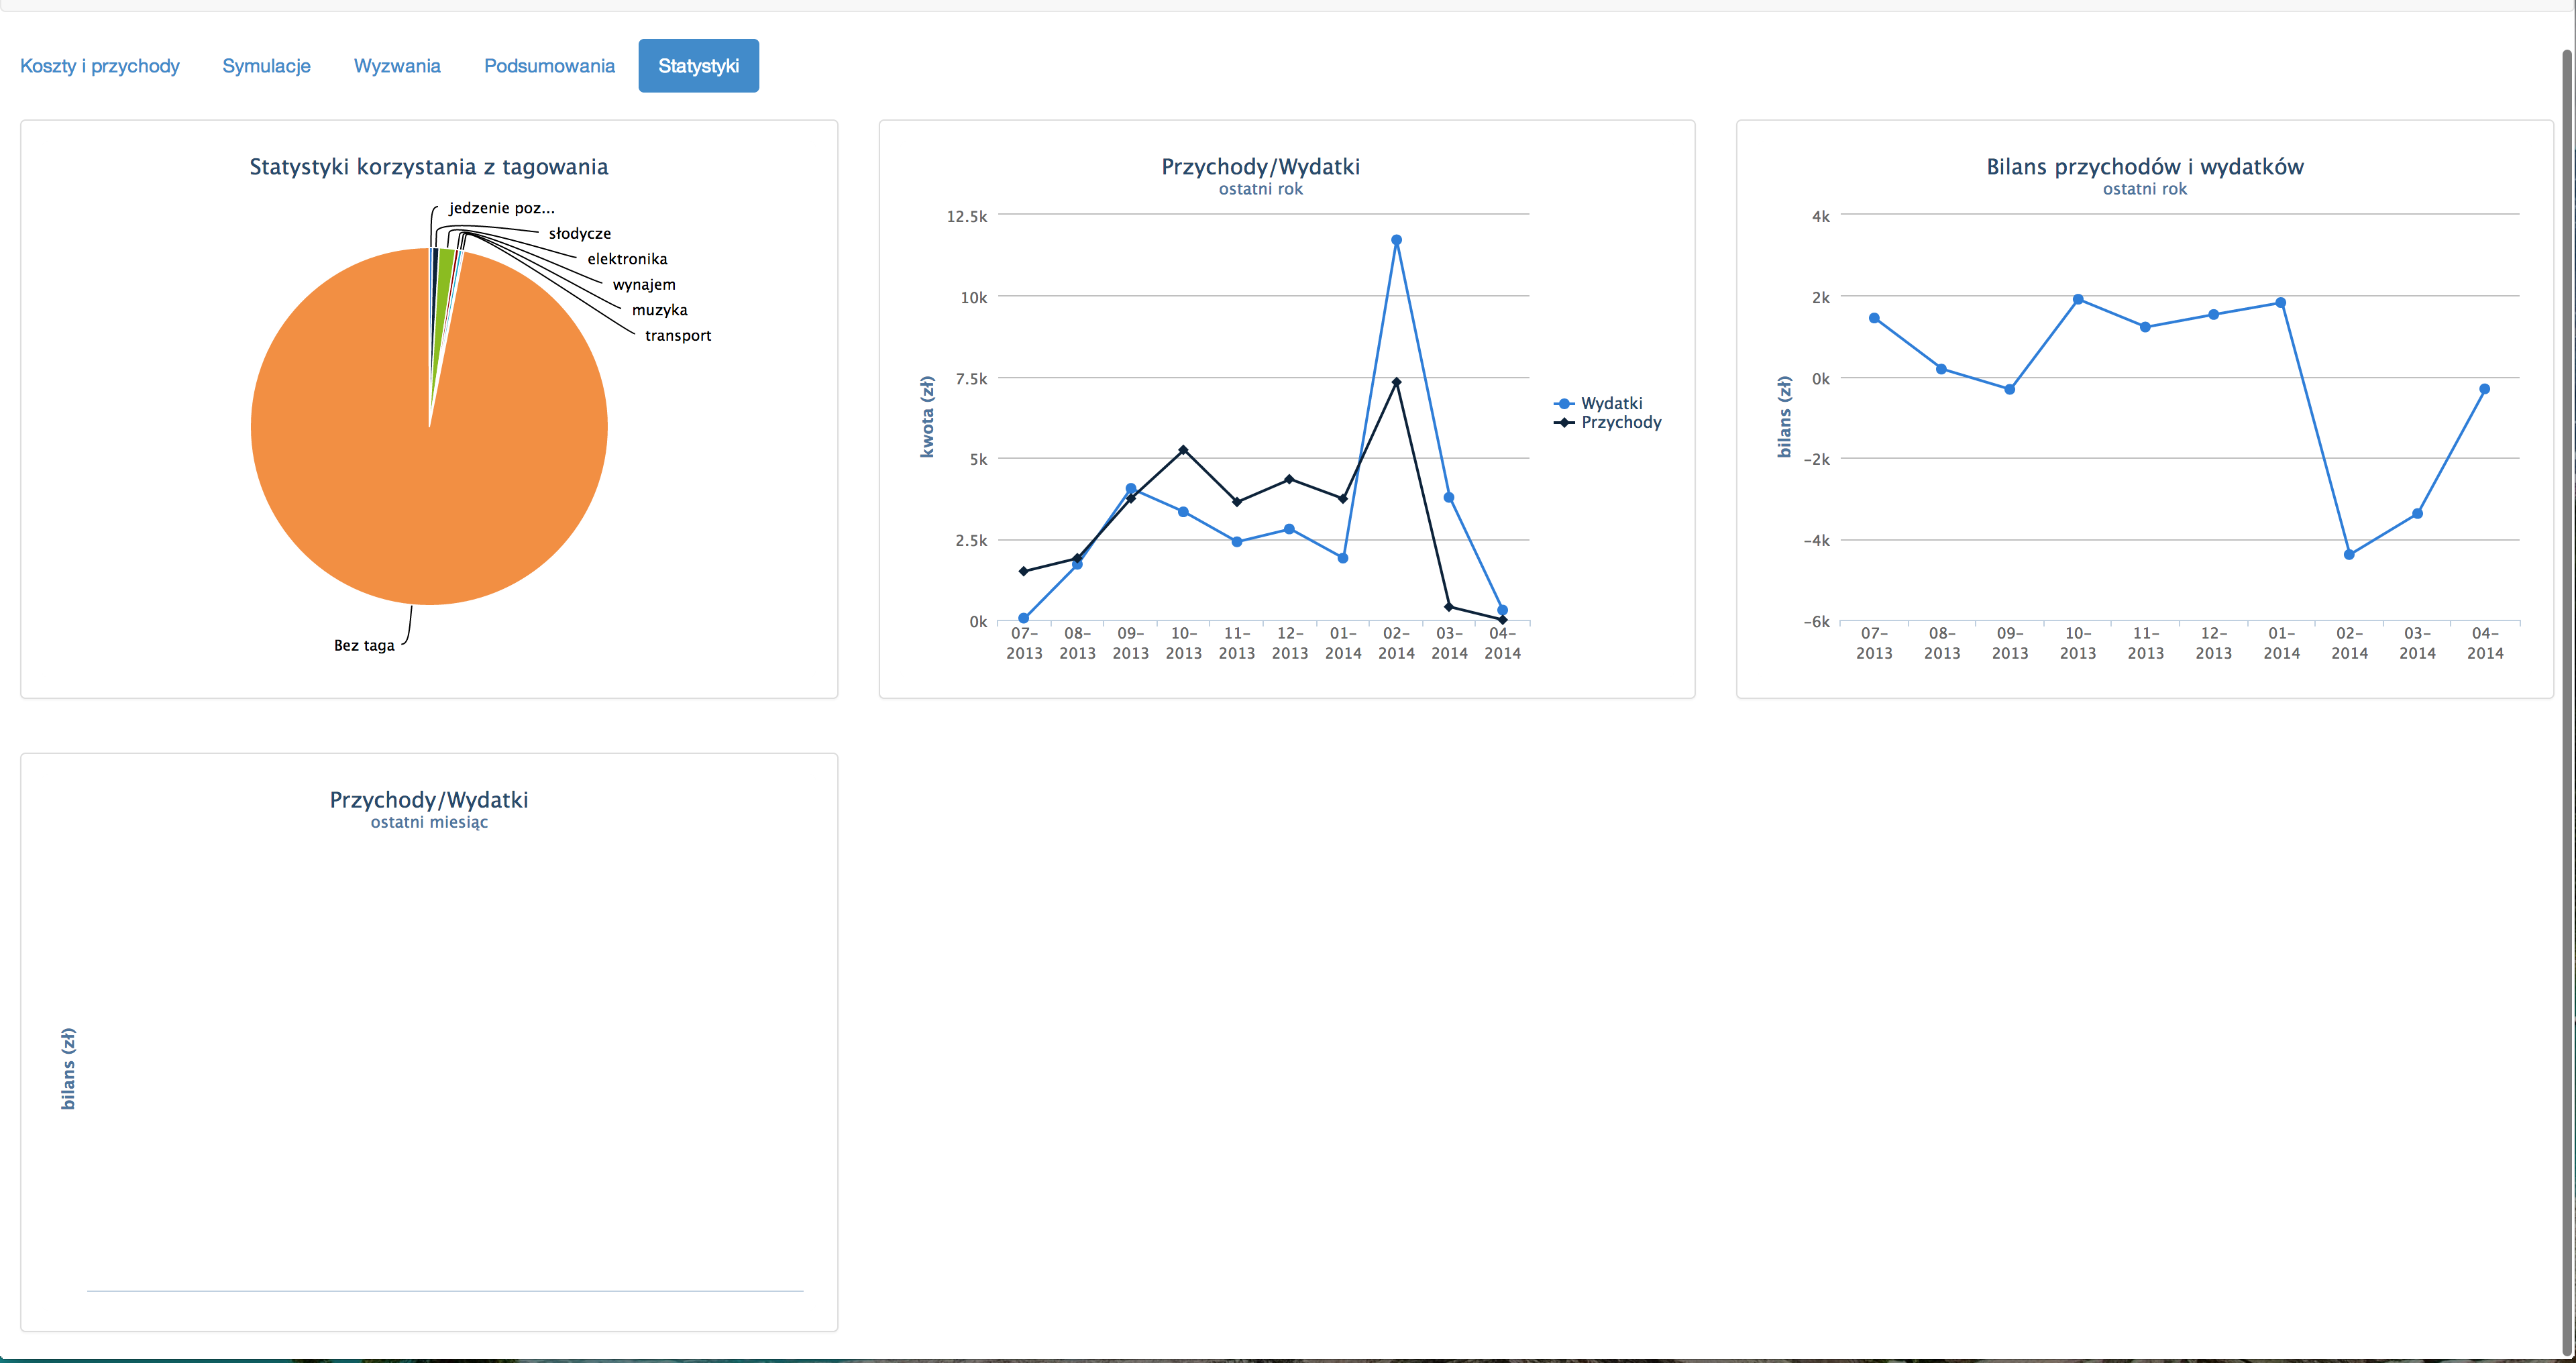 Koszty i przychody Symulacje Wyzwania Podsumowania Statystyki
Statystyki korzystania z tagowania
jedzenie poz...
słodycze
elektronika
wynajem
muzyka
transport
Bez taga
Przychody/Wydatki
ostatni rok
kwota (zł)
12.5k
10k
7.5k
5k
2.5k
0k
07- 08- 09- 10- 11- 12- 01- 02- 03- 04-
2013 2013 2013 2013 2013 2013 2014 2014 2014 2014
Wydatki
Przychody
Bilans przychodów i wydatków
ostatni rok
bilans (zł)
4k
2k
0k
-2k
-4k
-6k
07- 08- 09- 10- 11- 12- 01- 02- 03- 04-
2013 2013 2013 2013 2013 2013 2014 2014 2014 2014
Przychody/Wydatki
ostatni miesiąc
bilans (zł)